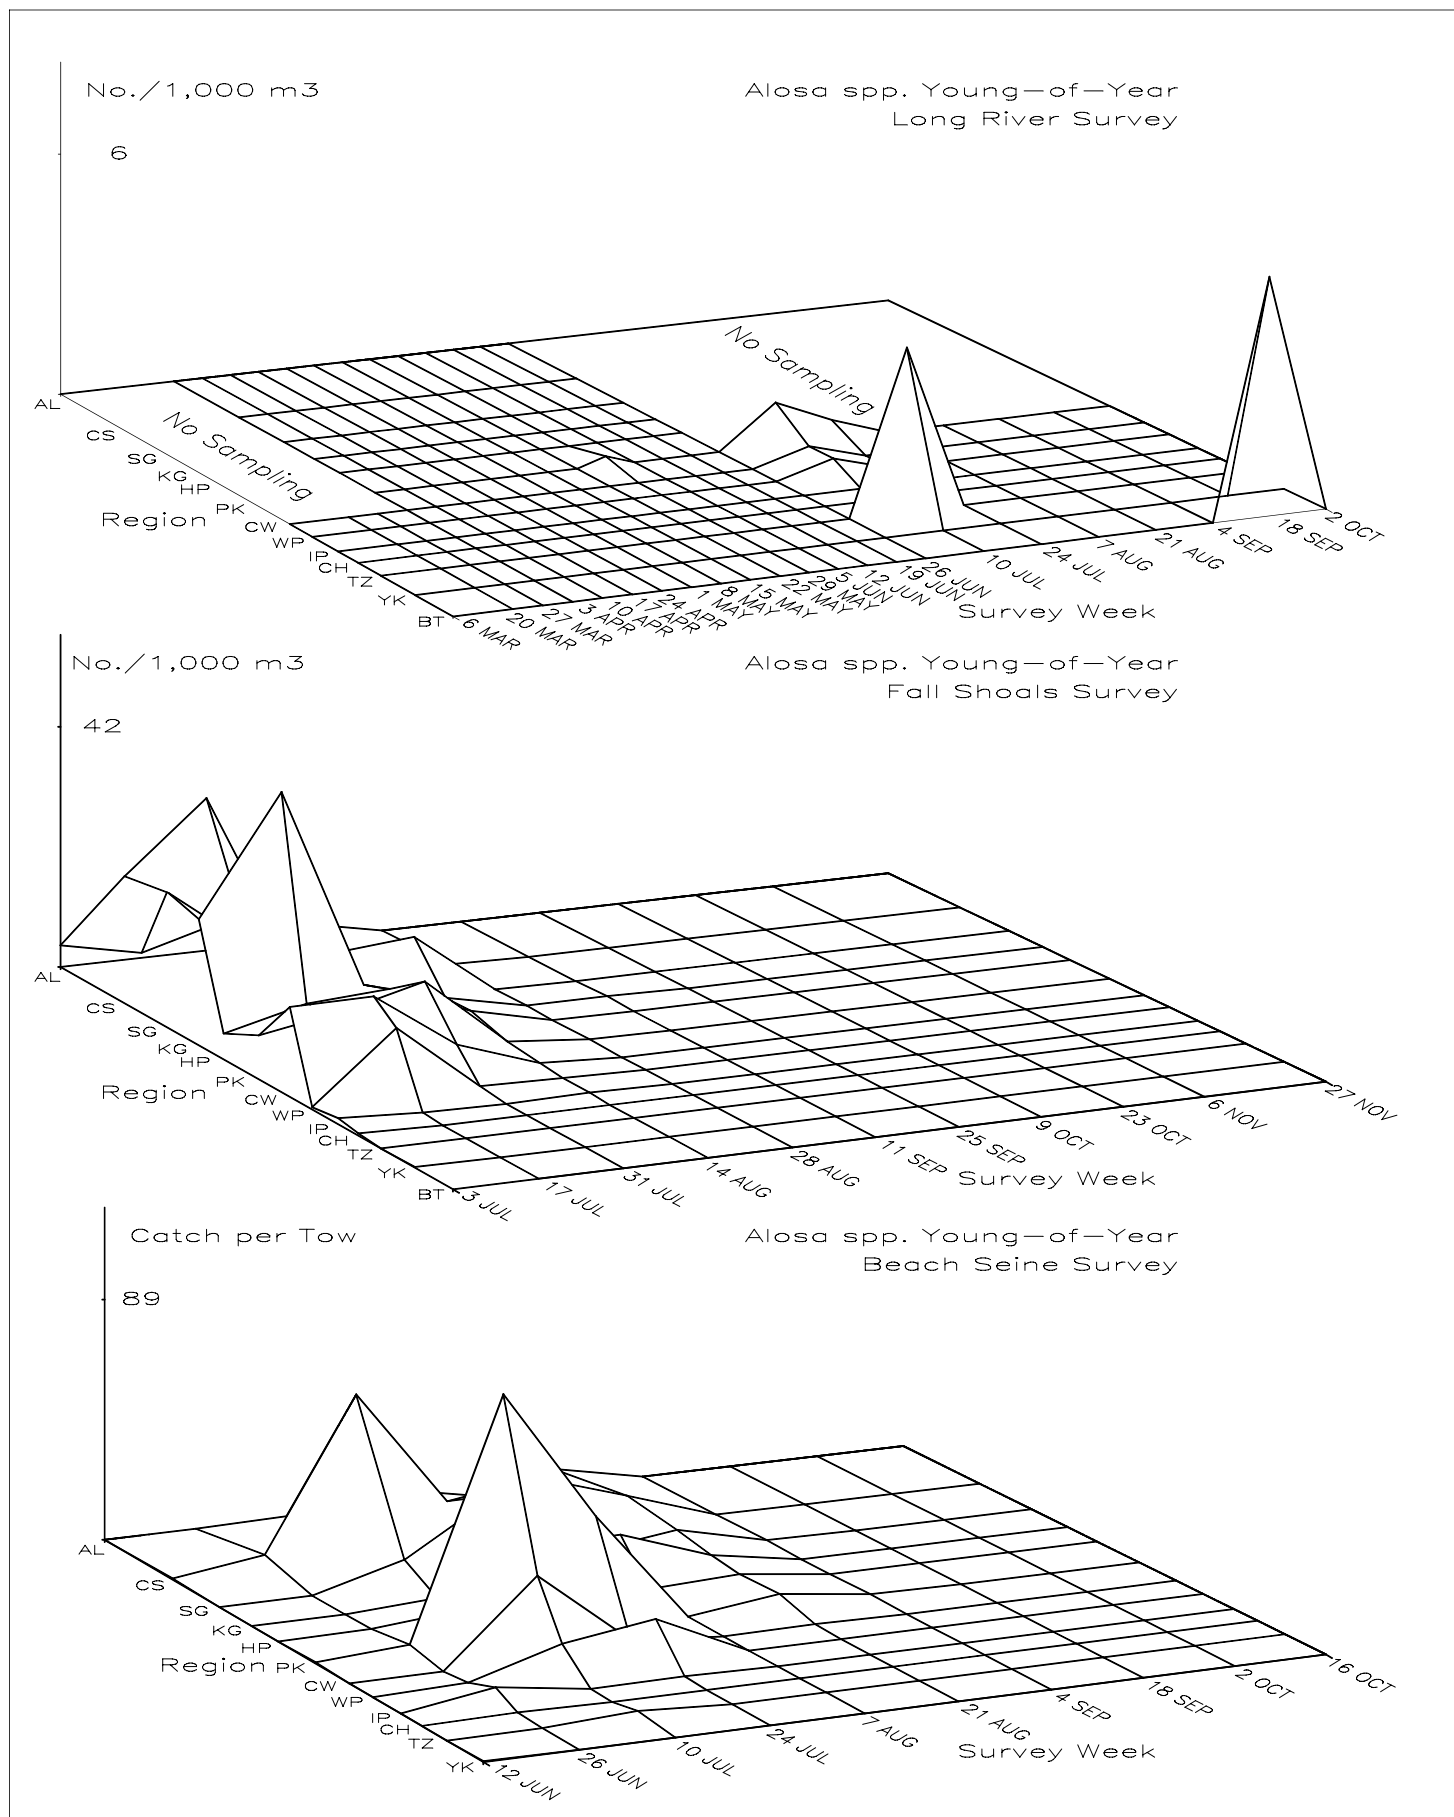 No./1,000 m3
Alosa spp. Young-of-Year
Long River Survey
6
No Sampling
No Sampling
AL
CS
SG
KG
HP
PK
CW
WP
IP
CH
TZ
YK
BT
Region
6 MAR
20 MAR
27 MAR
3 APR
10 APR
17 APR
24 APR
1 MAY
8 MAY
15 MAY
22 MAY
29 MAY
5 JUN
12 JUN
19 JUN
26 JUN
10 JUL
24 JUL
7 AUG
21 AUG
4 SEP
18 SEP
2 OCT
Survey Week
No./1,000 m3
Alosa spp. Young-of-Year
Fall Shoals Survey
42
AL
CS
SG
KG
HP
PK
CW
WP
IP
CH
TZ
YK
BT
Region
3 JUL
17 JUL
31 JUL
14 AUG
28 AUG
11 SEP
25 SEP
9 OCT
23 OCT
6 NOV
27 NOV
Survey Week
Catch per Tow
Alosa spp. Young-of-Year
Beach Seine Survey
89
AL
CS
SG
KG
HP
PK
CW
WP
IP
CH
TZ
YK
Region
12 JUN
26 JUN
10 JUL
24 JUL
7 AUG
21 AUG
4 SEP
18 SEP
2 OCT
16 OCT
Survey Week